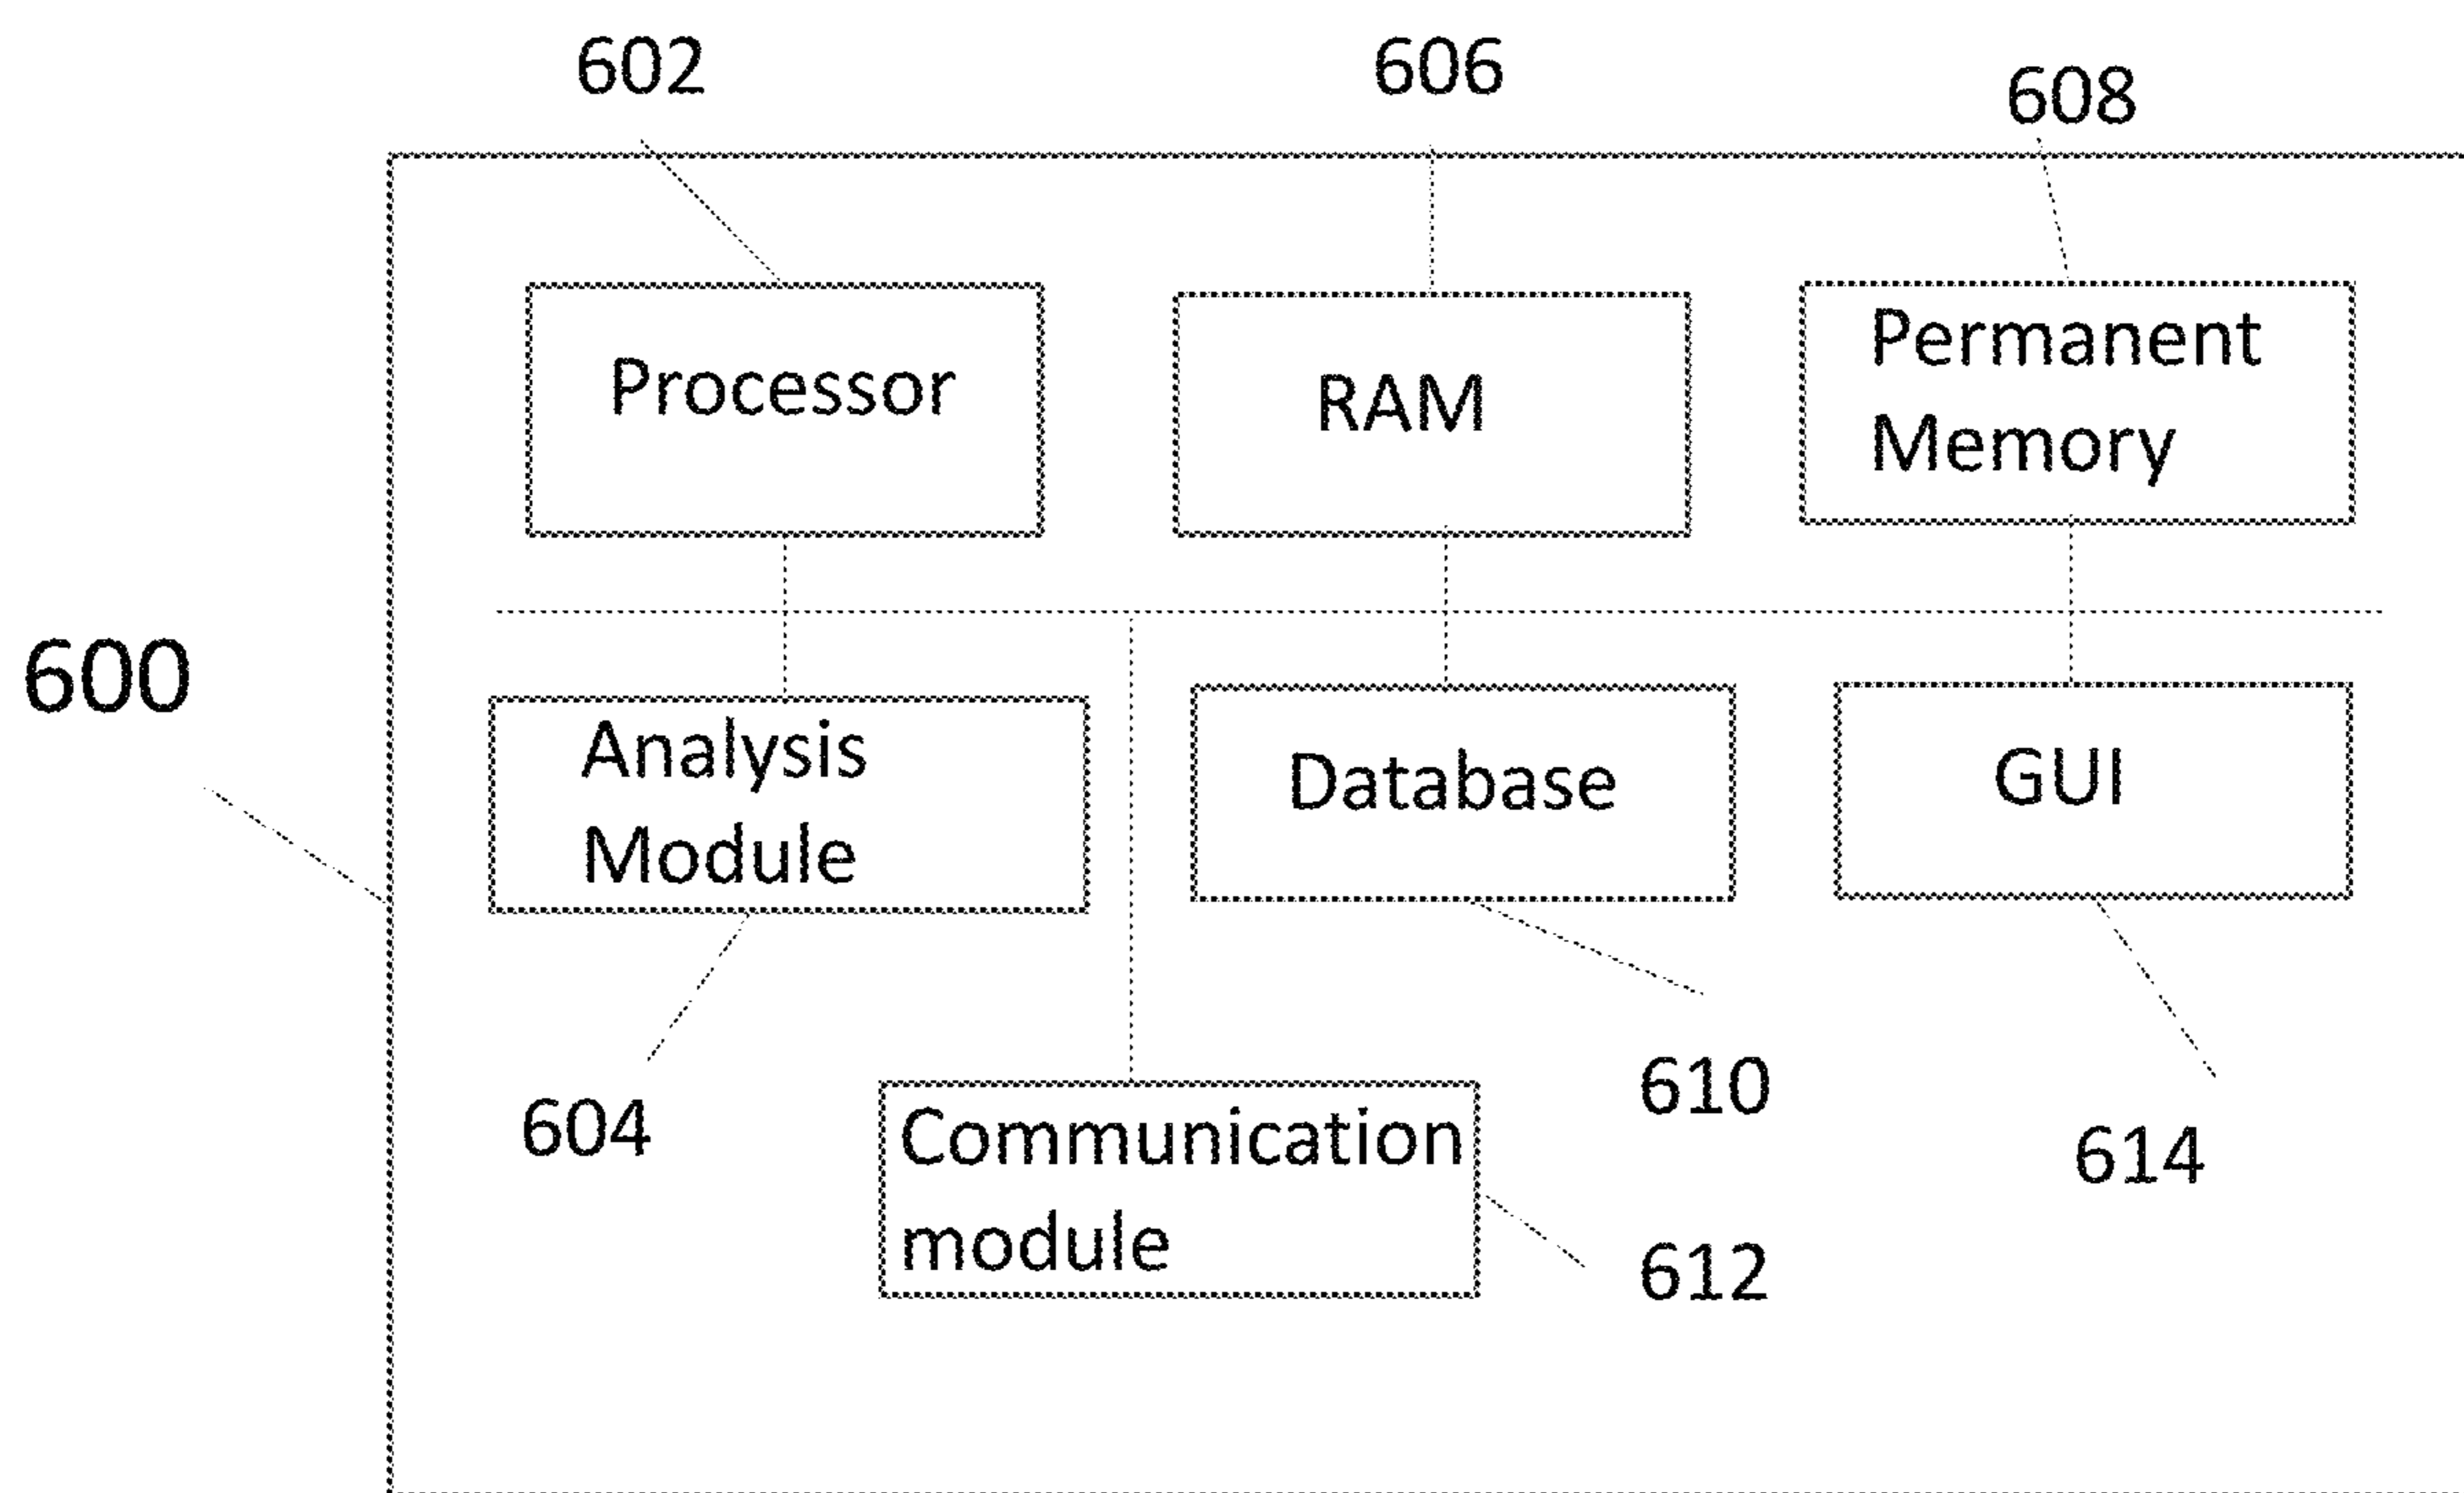 602
606
608
Processor
RAM
Permanent
Memory
600
Analysis
Module
Database
GUI
604
610
614
Communication
module
612